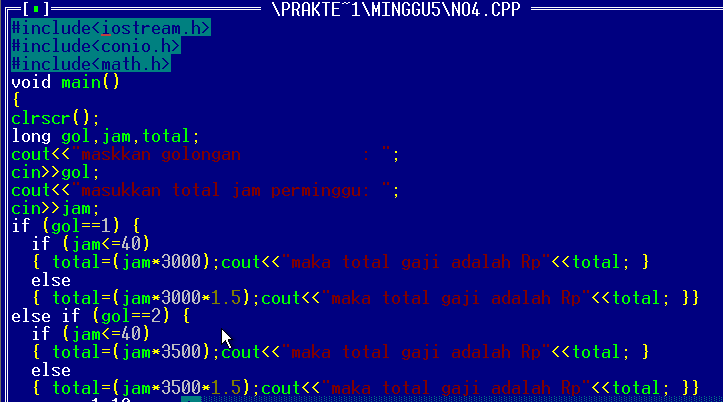 [■] \PRAKTE~1\MINGGU5\NO4.CPP
#include<iostream.h>
#include<conio.h>
#include<math.h>
void main()
{
clrscr();
long gol,jam,total;
cout<<"maskkan golongan           : ";
cin>>gol;
cout<<"masukkan total jam perminggu: ";
cin>>jam;
if (gol==1) {
  if (jam<=40)
  { total=(jam*3000);cout<<"maka total gaji adalah Rp"<<total; }
  else
  { total=(jam*3000*1.5);cout<<"maka total gaji adalah Rp"<<total; }}
else if (gol==2) {
  if (jam<=40)
  { total=(jam*3500);cout<<"maka total gaji adalah Rp"<<total; }
  else
  { total=(jam*3500*1.5);cout<<"maka total gaji adalah Rp"<<total; }}